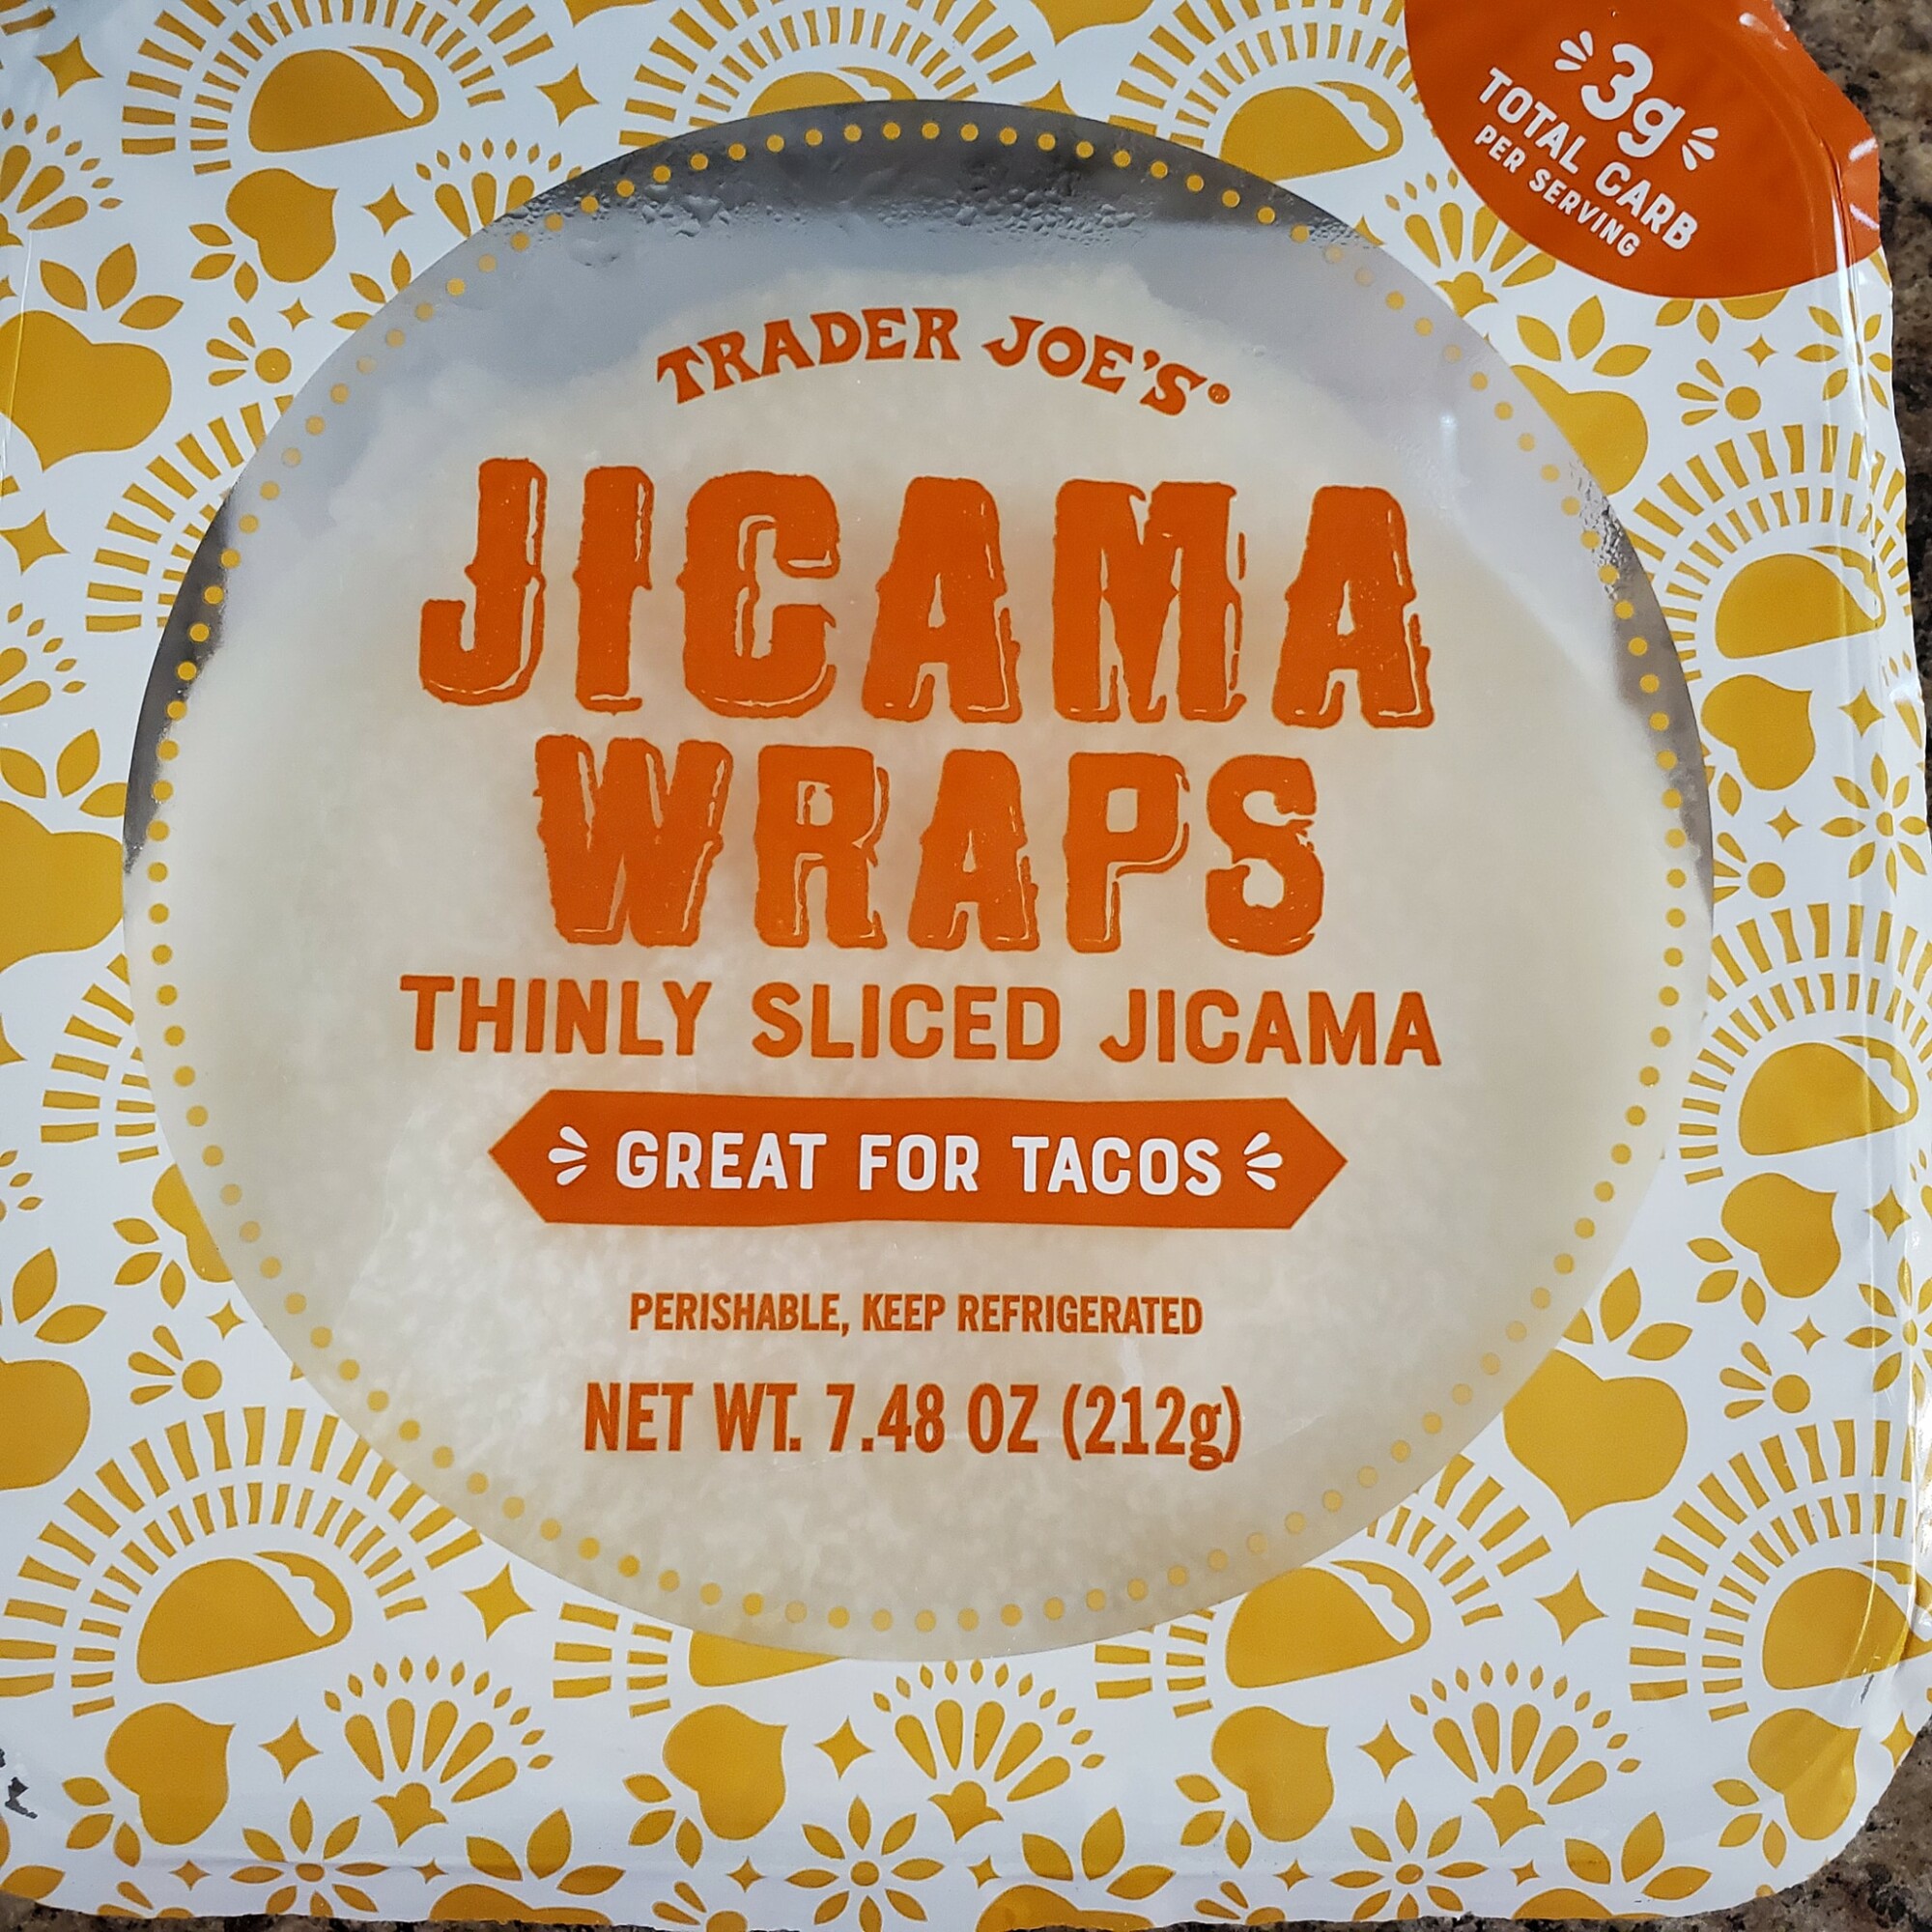 3g
TOTAL CARB
PER SERVING
TRADER JOE'S®
JICAMA
WRAPS
THINLY SLICED JICAMA
GREAT FOR TACOS
PERISHABLE, KEEP REFRIGERATED
NET WT. 7.48 OZ (212g)